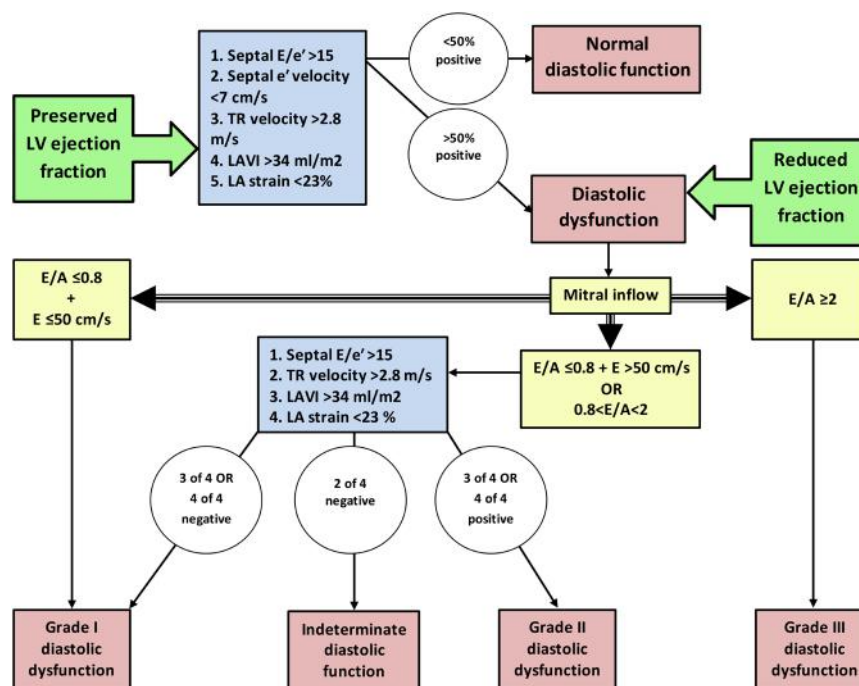 1. Septal E/e' >15
2. Septal e' velocity
<7 cm/s
3. TR velocity >2.8
m/s
4. LAVI >34 ml/m2
5. LA strain <23%
<50%
positive
Normal
diastolic function
Preserved
LV ejection
fraction
>50%
positive
Diastolic
dysfunction
Reduced
LV ejection
fraction
E/A ≤0.8
+
E ≤50 cm/s
Mitral inflow
E/A ≥2
1. Septal E/e' >15
2. TR velocity >2.8 m/s
3. LAVI >34 ml/m2
4. LA strain <23 %
E/A ≤0.8 + E >50 cm/s
OR
0.8<E/A<2
3 of 4 OR
4 of 4
negative
2 of 4
negative
3 of 4 OR
4 of 4
positive
Grade I
diastolic
dysfunction
Indeterminate
diastolic
function
Grade II
diastolic
dysfunction
Grade III
diastolic
dysfunction